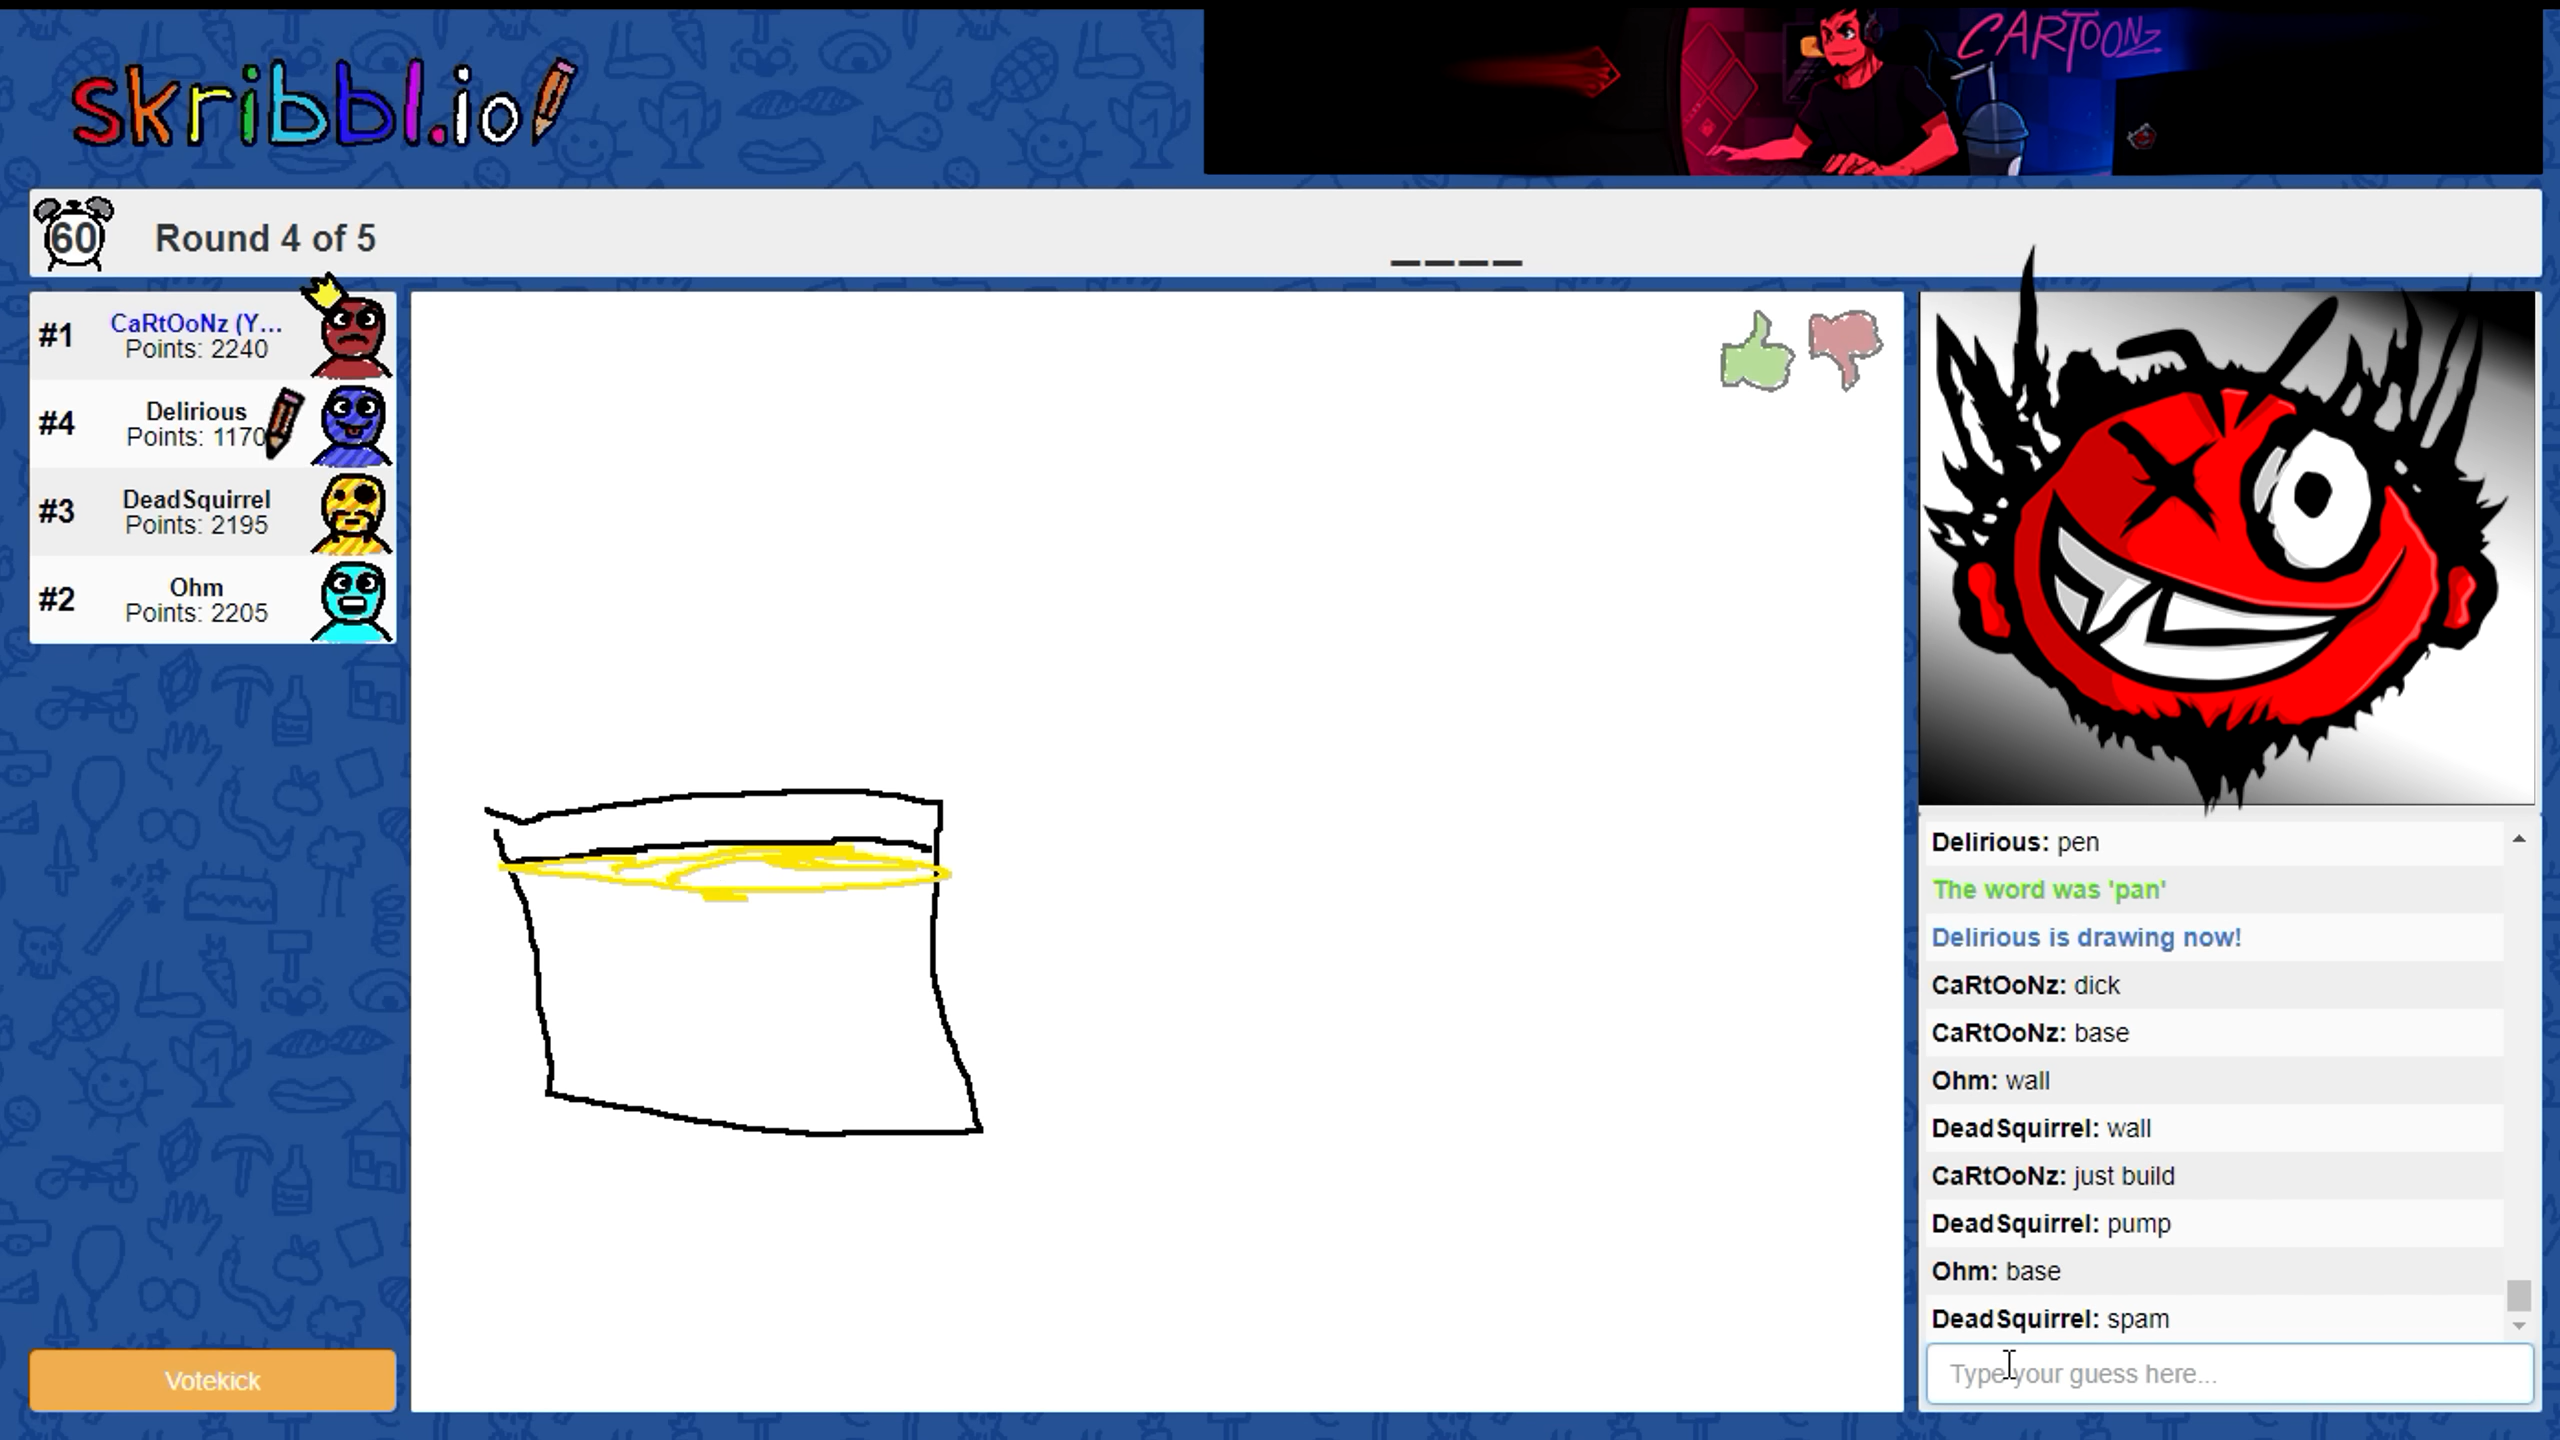 skribbl.io
CARTOONZ
60
Round 4 of 5
____
#1
CaRtOoNz (Y...
Points: 2240
#4
Delirious
Points: 1170
#3
DeadSquirrel
Points: 2195
#2
Ohm
Points: 2205
Votekick
Delirious: pen
The word was 'pan'
Delirious is drawing now!
CaRtOoNz: dick
CaRtOoNz: base
Ohm: wall
DeadSquirrel: wall
CaRtOoNz: just build
DeadSquirrel: pump
Ohm: base
DeadSquirrel: spam
Type your guess here...